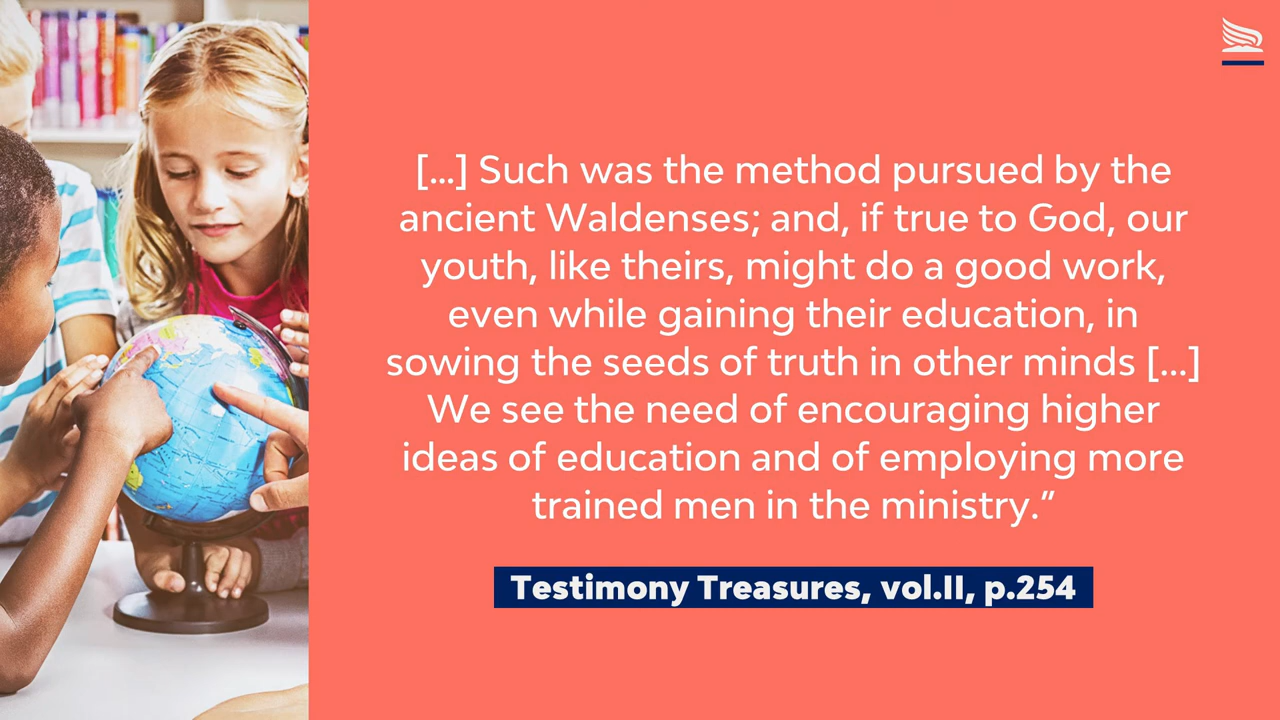 [...] Such was the method pursued by the
ancient Waldenses; and, if true to God, our
youth, like theirs, might do a good work,
even while gaining their education, in
sowing the seeds of truth in other minds [...]
We see the need of encouraging higher
ideas of education and of employing more
trained men in the ministry.”
Testimony Treasures, vol.II, p.254